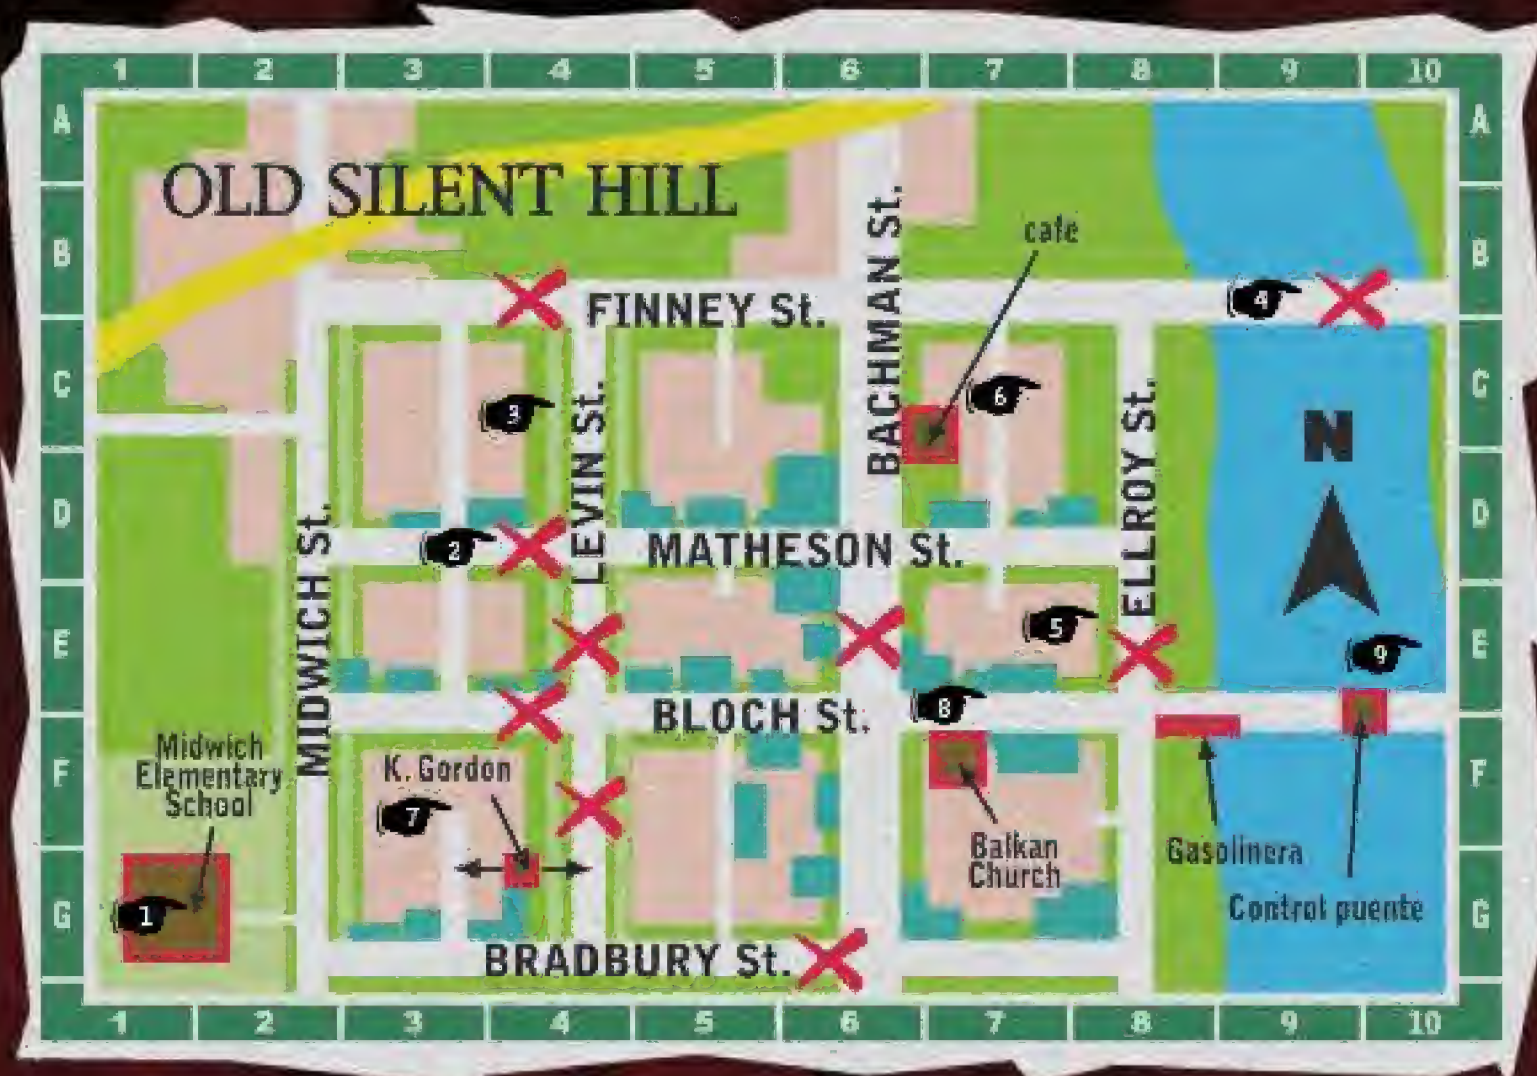 1 2 3 4 5 6 7 8 9 10
A A
OLD SILENT HILL
B B
cafe
4
FINNEY St.
BACHMAN St.
C C
6
3
LEVIN St.
ELLROY St.
N
D D
MIDWICH St.
2
MATHESON St.
E E
5
9
8
BLOCH St.
Midwich
Elementary
School
F F
K. Gordon
7
Balkan
Church
Gasolinera
G G
1
Control puente
BRADBURY St.
1 2 3 4 5 6 7 8 9 10